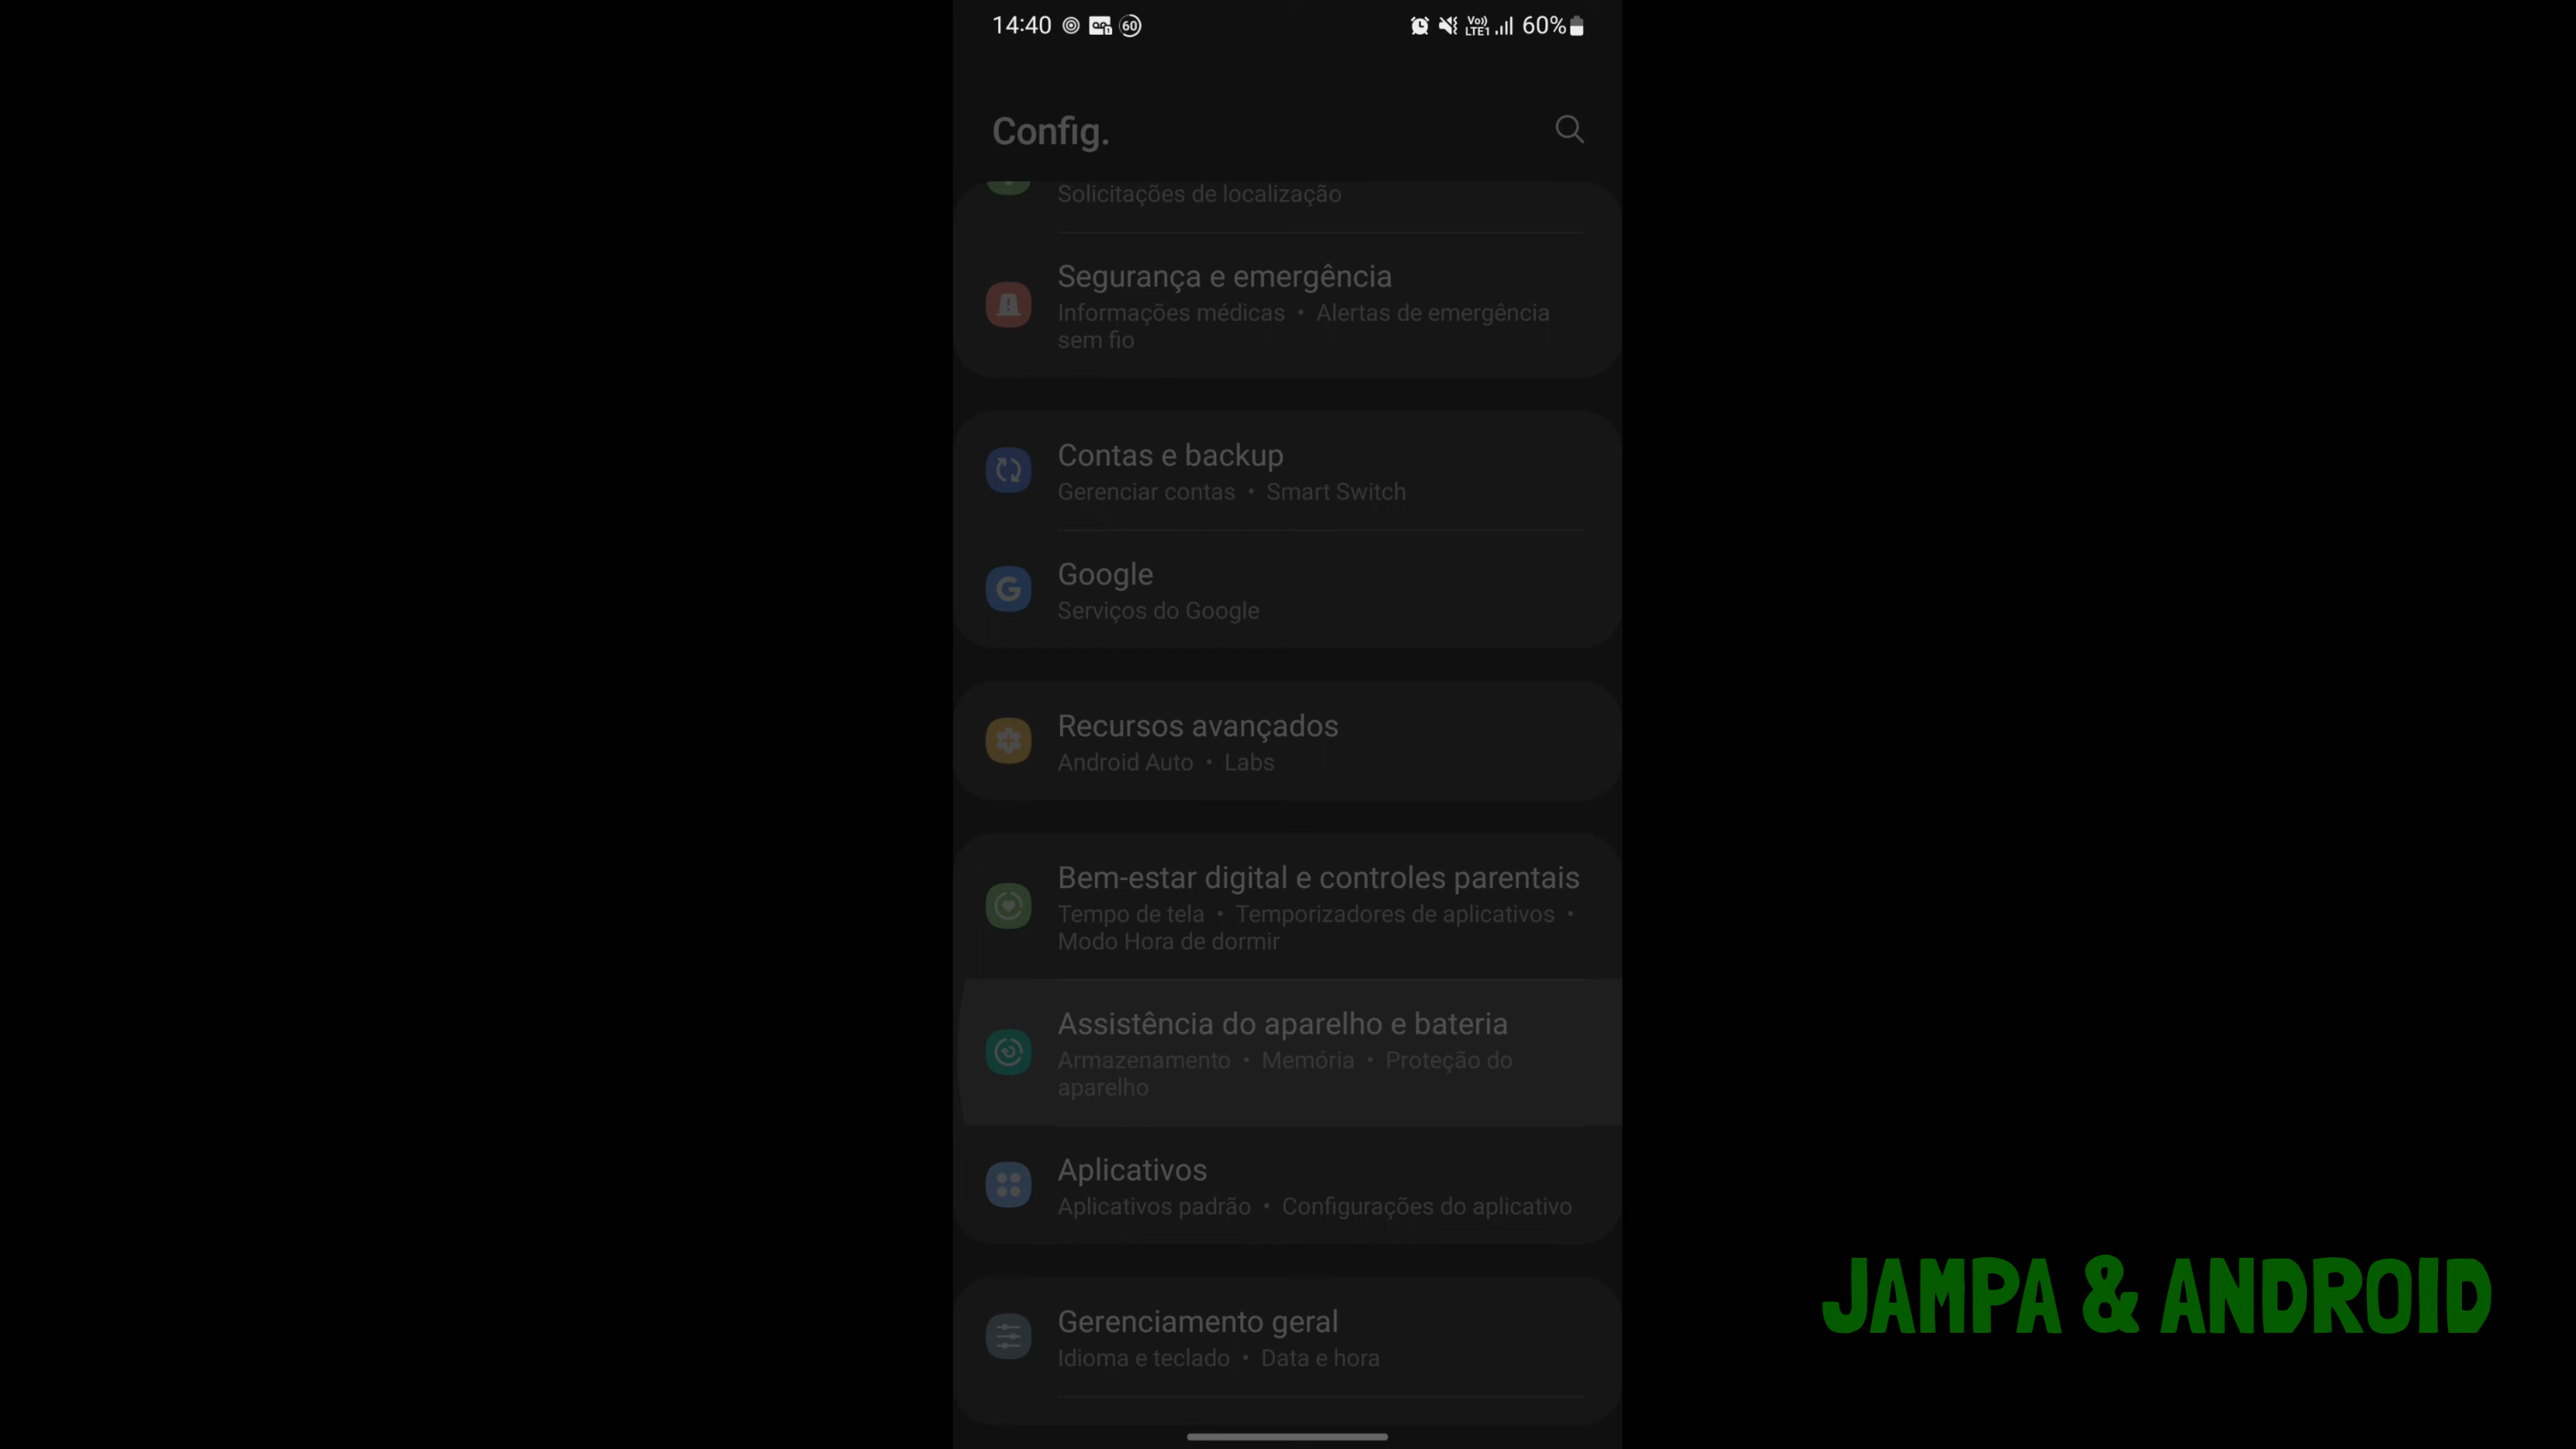 14:40 60 Vo)) LTE1 60%
Config.
Solicitações de localização
Segurança e emergência
Informações médicas • Alertas de emergência
sem fio
Contas e backup
Gerenciar contas • Smart Switch
Google
Serviços do Google
Recursos avançados
Android Auto • Labs
Bem-estar digital e controles parentais
Tempo de tela • Temporizadores de aplicativos •
Modo Hora de dormir
Assistência do aparelho e bateria
Armazenamento • Memória • Proteção do
aparelho
Aplicativos
Aplicativos padrão • Configurações do aplicativo
Gerenciamento geral
Idioma e teclado • Data e hora
JAMPA & ANDROID